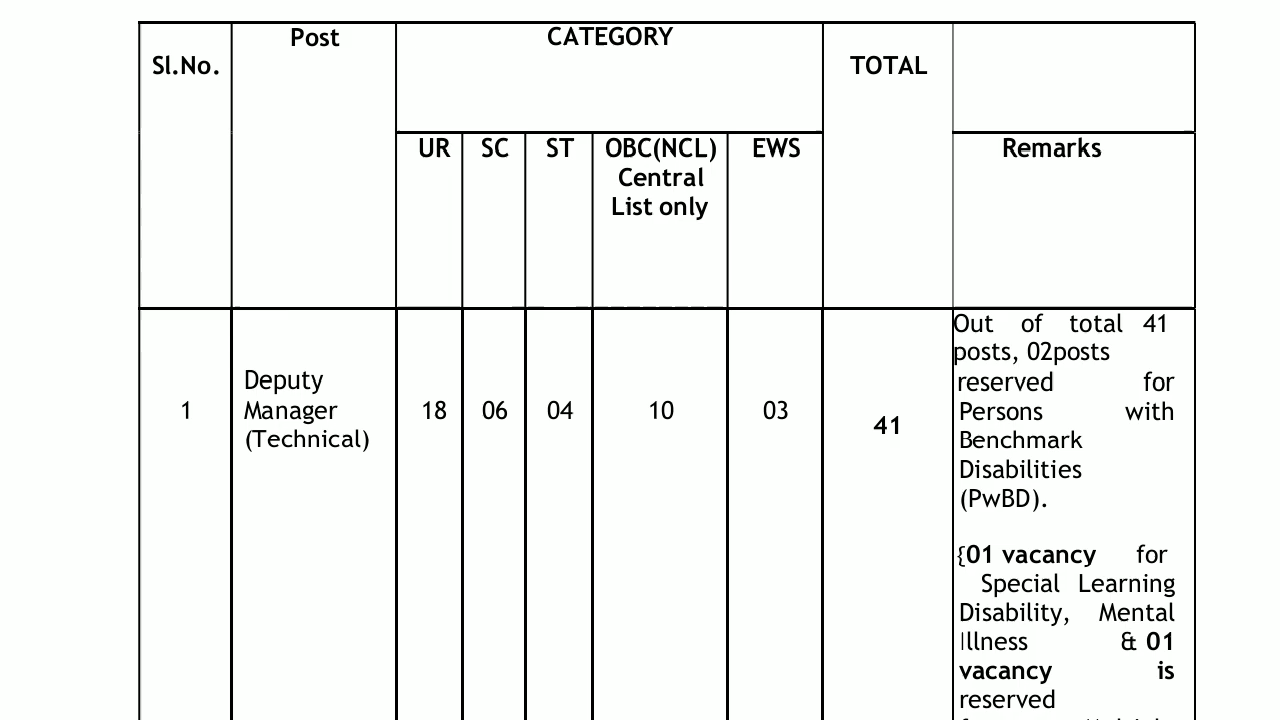 Sl.No.
Post
CATEGORY
TOTAL
UR
SC
ST
OBC(NCL)
Central
List only
EWS
Remarks
1
Deputy
Manager
(Technical)
18
06
04
10
03
41
Out of total 41
posts, 02posts
reserved for
Persons with
Benchmark
Disabilities
(PwBD).
{01 vacancy for
Special Learning
Disability, Mental
Illness & 01
vacancy is
reserved